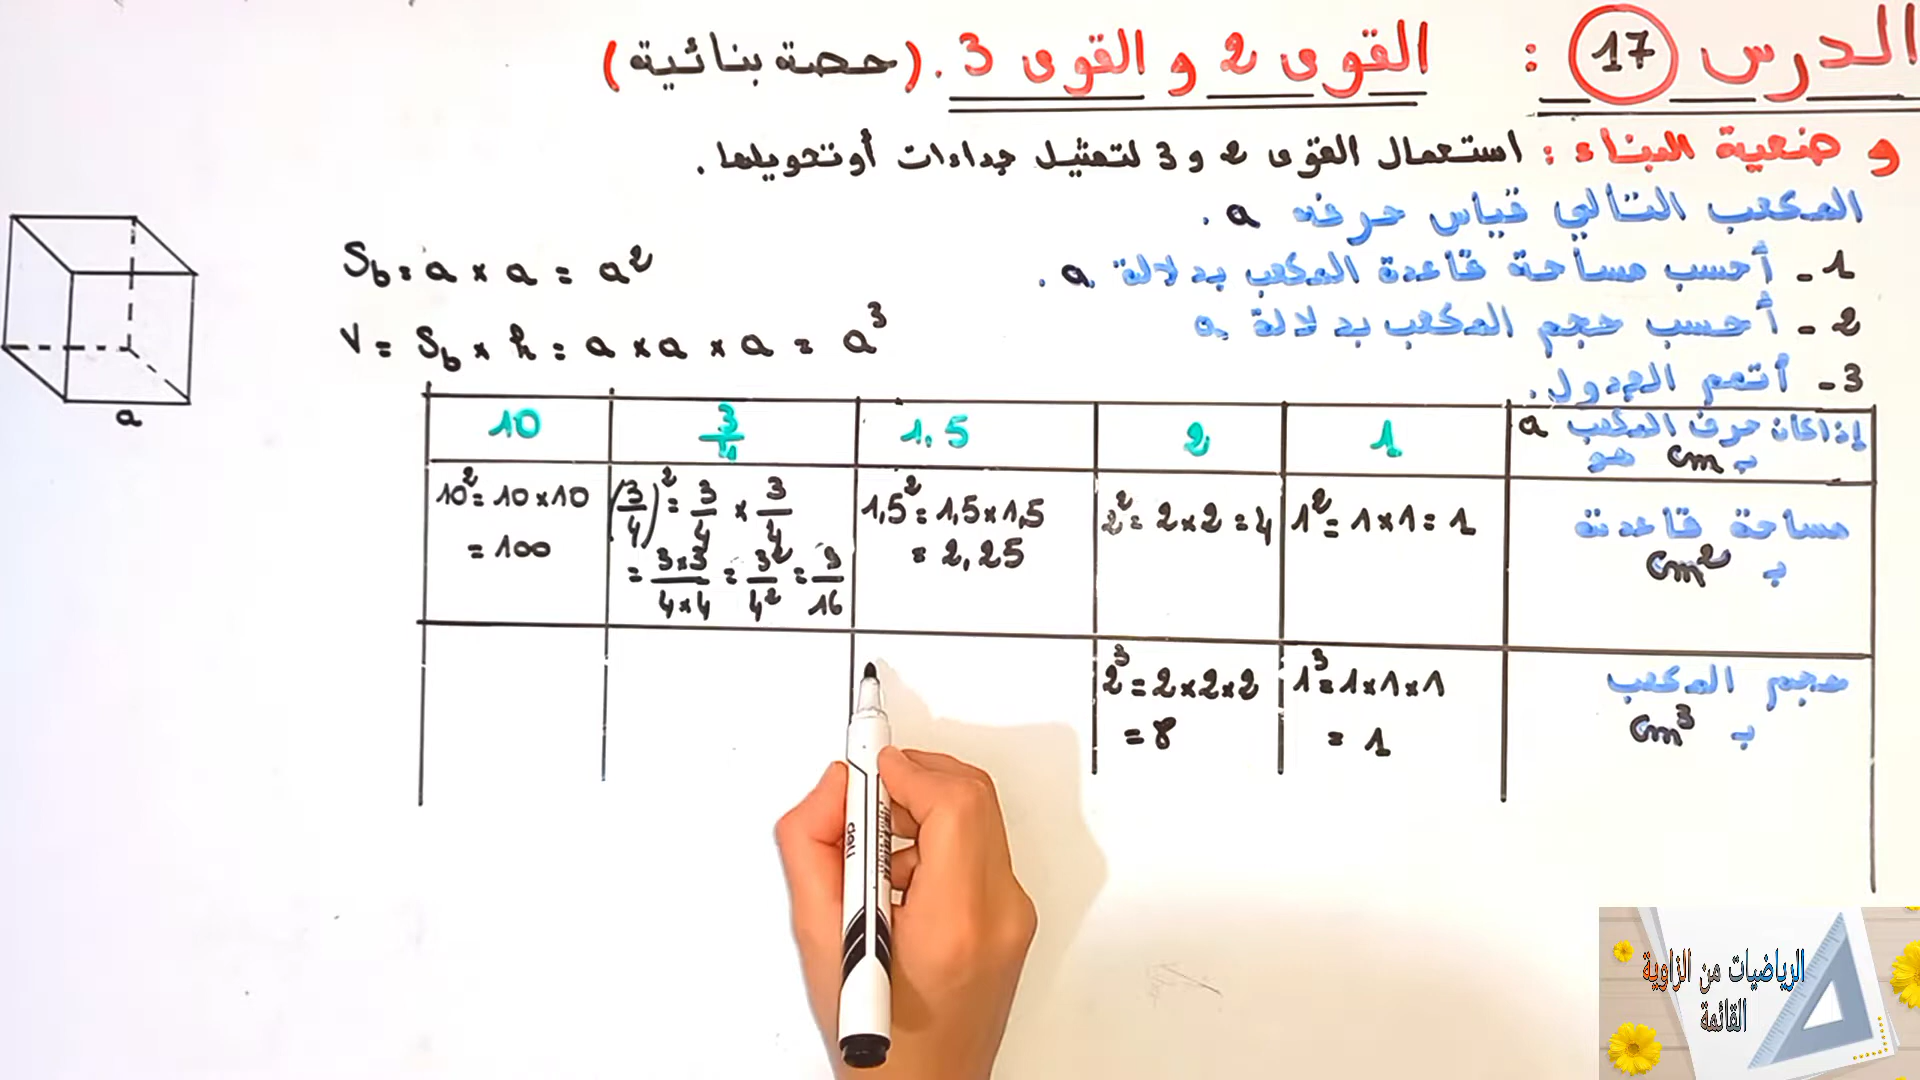 الدرس 17 : القوى 2 و القوى 3 . (حصة بنائية)
وضعية البناء : استعمال القوى 2 و 3 لتمثيل جداءات أو تحويلها .
المكعب التالي قياس حرفه a .
1 - أحسب مساحة قاعدة المكعب بدلالة a .
Sb = a × a = a²
2 - أحسب حجم المكعب بدلالة a
V = Sb × h = a × a × a = a³
3 - أتمم الجدول .
a
إذا كان حرف المكعب a بـ cm هو
1
2
1,5
3/4
10
مساحة قاعدته بـ cm²
1² = 1×1 = 1
2² = 2×2 = 4
1,5² = 1,5×1,5
= 2,25
(3/4)² = 3/4 × 3/4
= 3×3/4×4 = 3²/4² = 9/16
10² = 10×10
= 100
حجم المكعب بـ cm³
1³ = 1×1×1
= 1
2³ = 2×2×2
= 8
deli
الرياضيات من الزاوية
القائمة